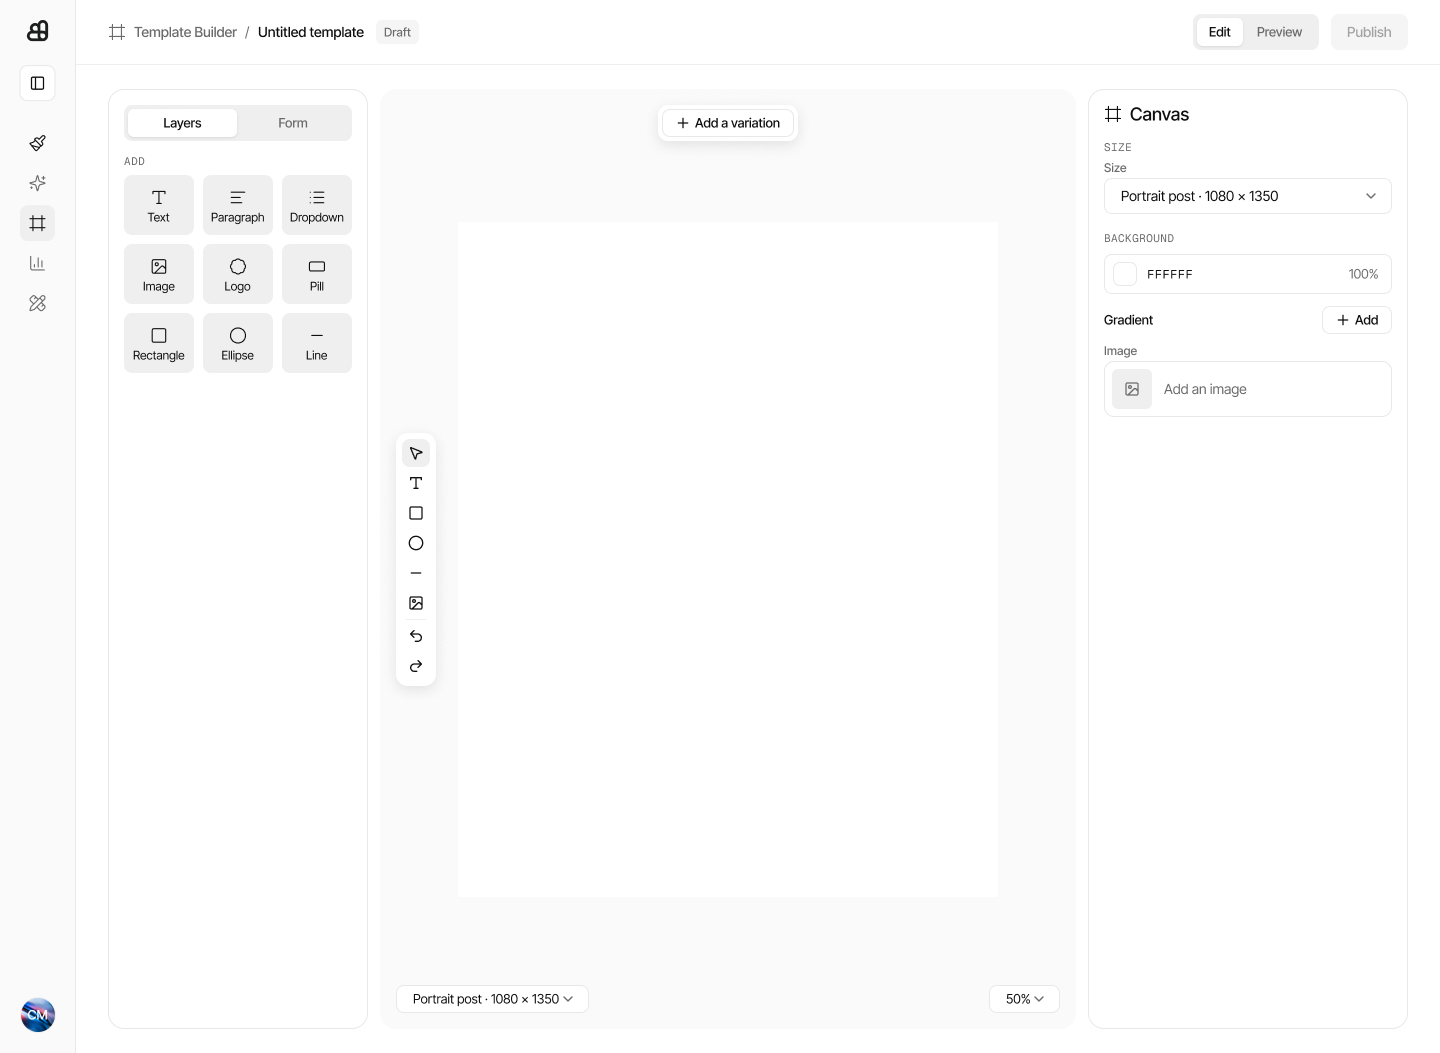 Template Builder / Untitled template Draft
Edit Preview Publish
Layers Form
ADD
Text Paragraph Dropdown
Image Logo Pill
Rectangle Ellipse Line
Add a variation
Portrait post · 1080 × 1350
50%
Canvas
SIZE
Size
Portrait post · 1080 × 1350
BACKGROUND
FFFFFF 100%
Gradient Add
Image
Add an image
CM